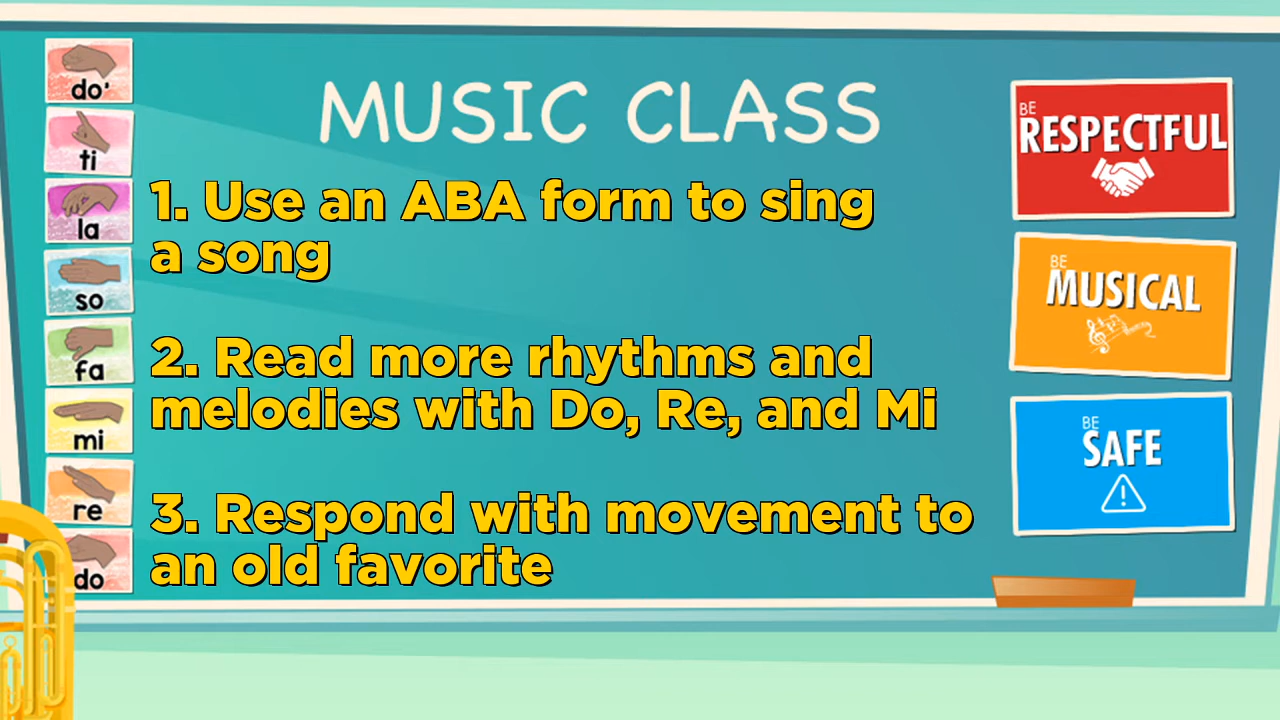 MUSIC CLASS
do'
ti
la
so
fa
mi
re
do
1. Use an ABA form to sing
a song
2. Read more rhythms and
melodies with Do, Re, and Mi
3. Respond with movement to
an old favorite
BE
RESPECTFUL
BE
MUSICAL
BE
SAFE